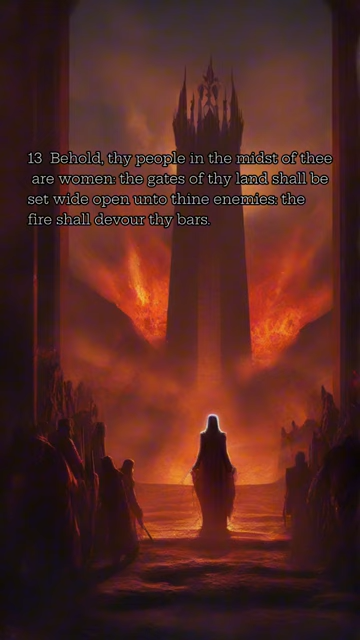 13 Behold, thy people in the midst of thee
are women: the gates of thy land shall be
set wide open unto thine enemies: the
fire shall devour thy bars.